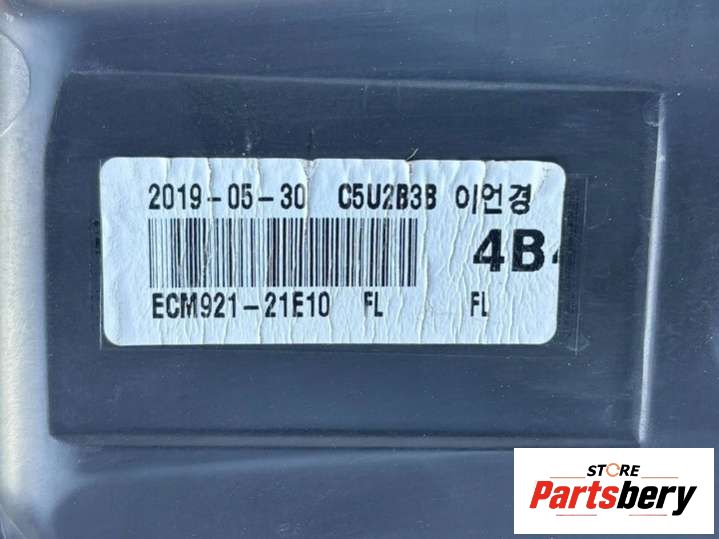 2019-05-30 C5U2B3B 이언경
4B
ECM921-21E10 FL FL
STORE
Partsbery